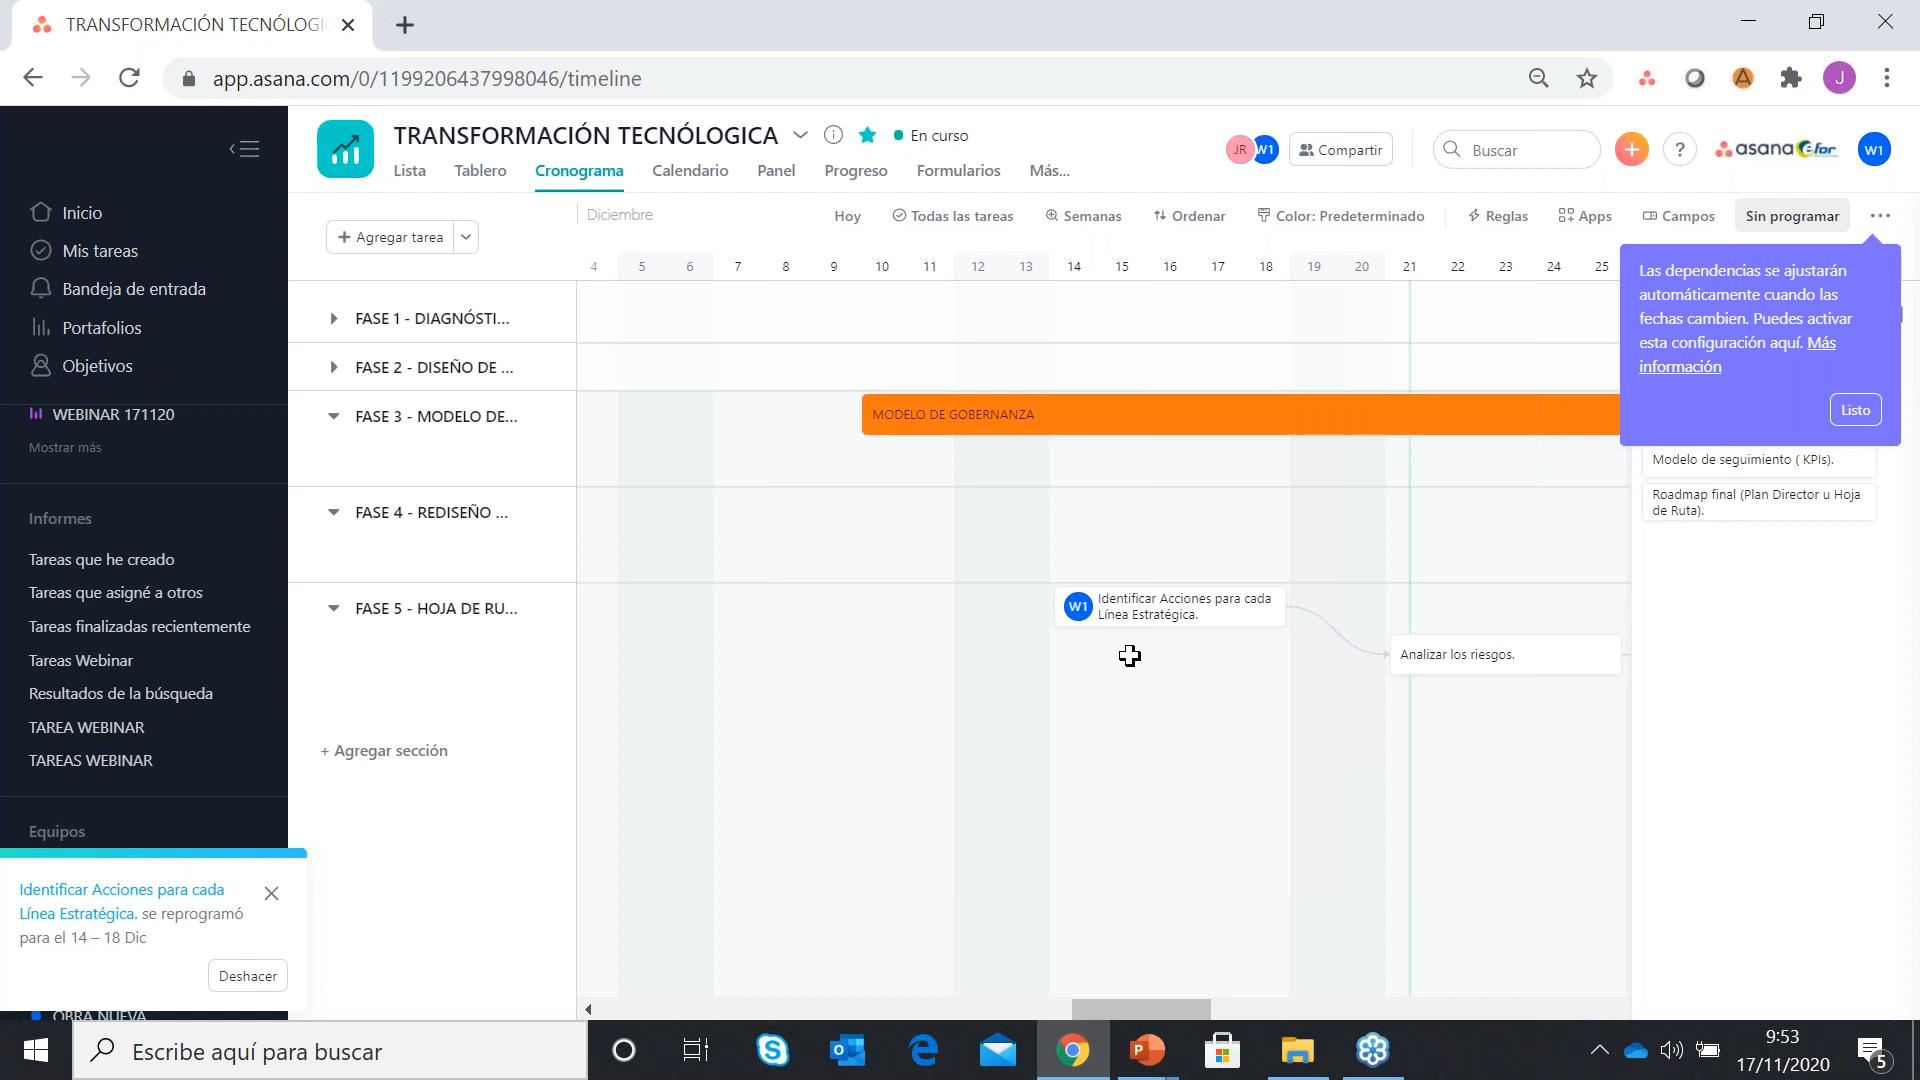 TRANSFORMACIÓN TECNÓLOGI
app.asana.com/0/1199206437998046/timeline
J
TRANSFORMACIÓN TECNÓLOGICA
En curso
Lista Tablero Cronograma Calendario Panel Progreso Formularios Más...
JR W1 Compartir
Buscar
+ ?
asana efor
W1
Inicio
Mis tareas
Bandeja de entrada
Portafolios
Objetivos
WEBINAR 171120
Mostrar más
Informes
Tareas que he creado
Tareas que asigné a otros
Tareas finalizadas recientemente
Tareas Webinar
Resultados de la búsqueda
TAREA WEBINAR
TAREAS WEBINAR
Equipos
Identificar Acciones para cada
Línea Estratégica. se reprogramó
para el 14 – 18 Dic
Deshacer
OBRA NUEVA
+ Agregar tarea
Diciembre
Hoy Todas las tareas Semanas Ordenar Color: Predeterminado Reglas Apps Campos Sin programar ...
4 5 6 7 8 9 10 11 12 13 14 15 16 17 18 19 20 21 22 23 24 25
FASE 1 - DIAGNÓSTI...
FASE 2 - DISEÑO DE ...
FASE 3 - MODELO DE...
MODELO DE GOBERNANZA
FASE 4 - REDISEÑO ...
FASE 5 - HOJA DE RU...
W1
Identificar Acciones para cada
Línea Estratégica.
Analizar los riesgos.
+ Agregar sección
Las dependencias se ajustarán
automáticamente cuando las
fechas cambien. Puedes activar
esta configuración aquí. Más
información
Listo
Modelo de seguimiento ( KPIs).
Roadmap final (Plan Director u Hoja
de Ruta).
Escribe aquí para buscar
9:53
17/11/2020
5